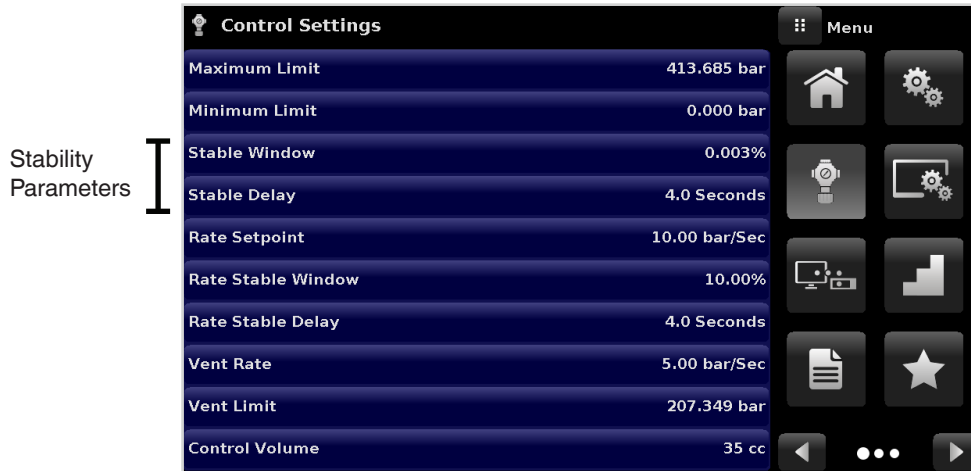 Control Settings
Menu
Maximum Limit 413.685 bar
Minimum Limit 0.000 bar
Stability
Parameters
Stable Window 0.003%
Stable Delay 4.0 Seconds
Rate Setpoint 10.00 bar/Sec
Rate Stable Window 10.00%
Rate Stable Delay 4.0 Seconds
Vent Rate 5.00 bar/Sec
Vent Limit 207.349 bar
Control Volume 35 cc